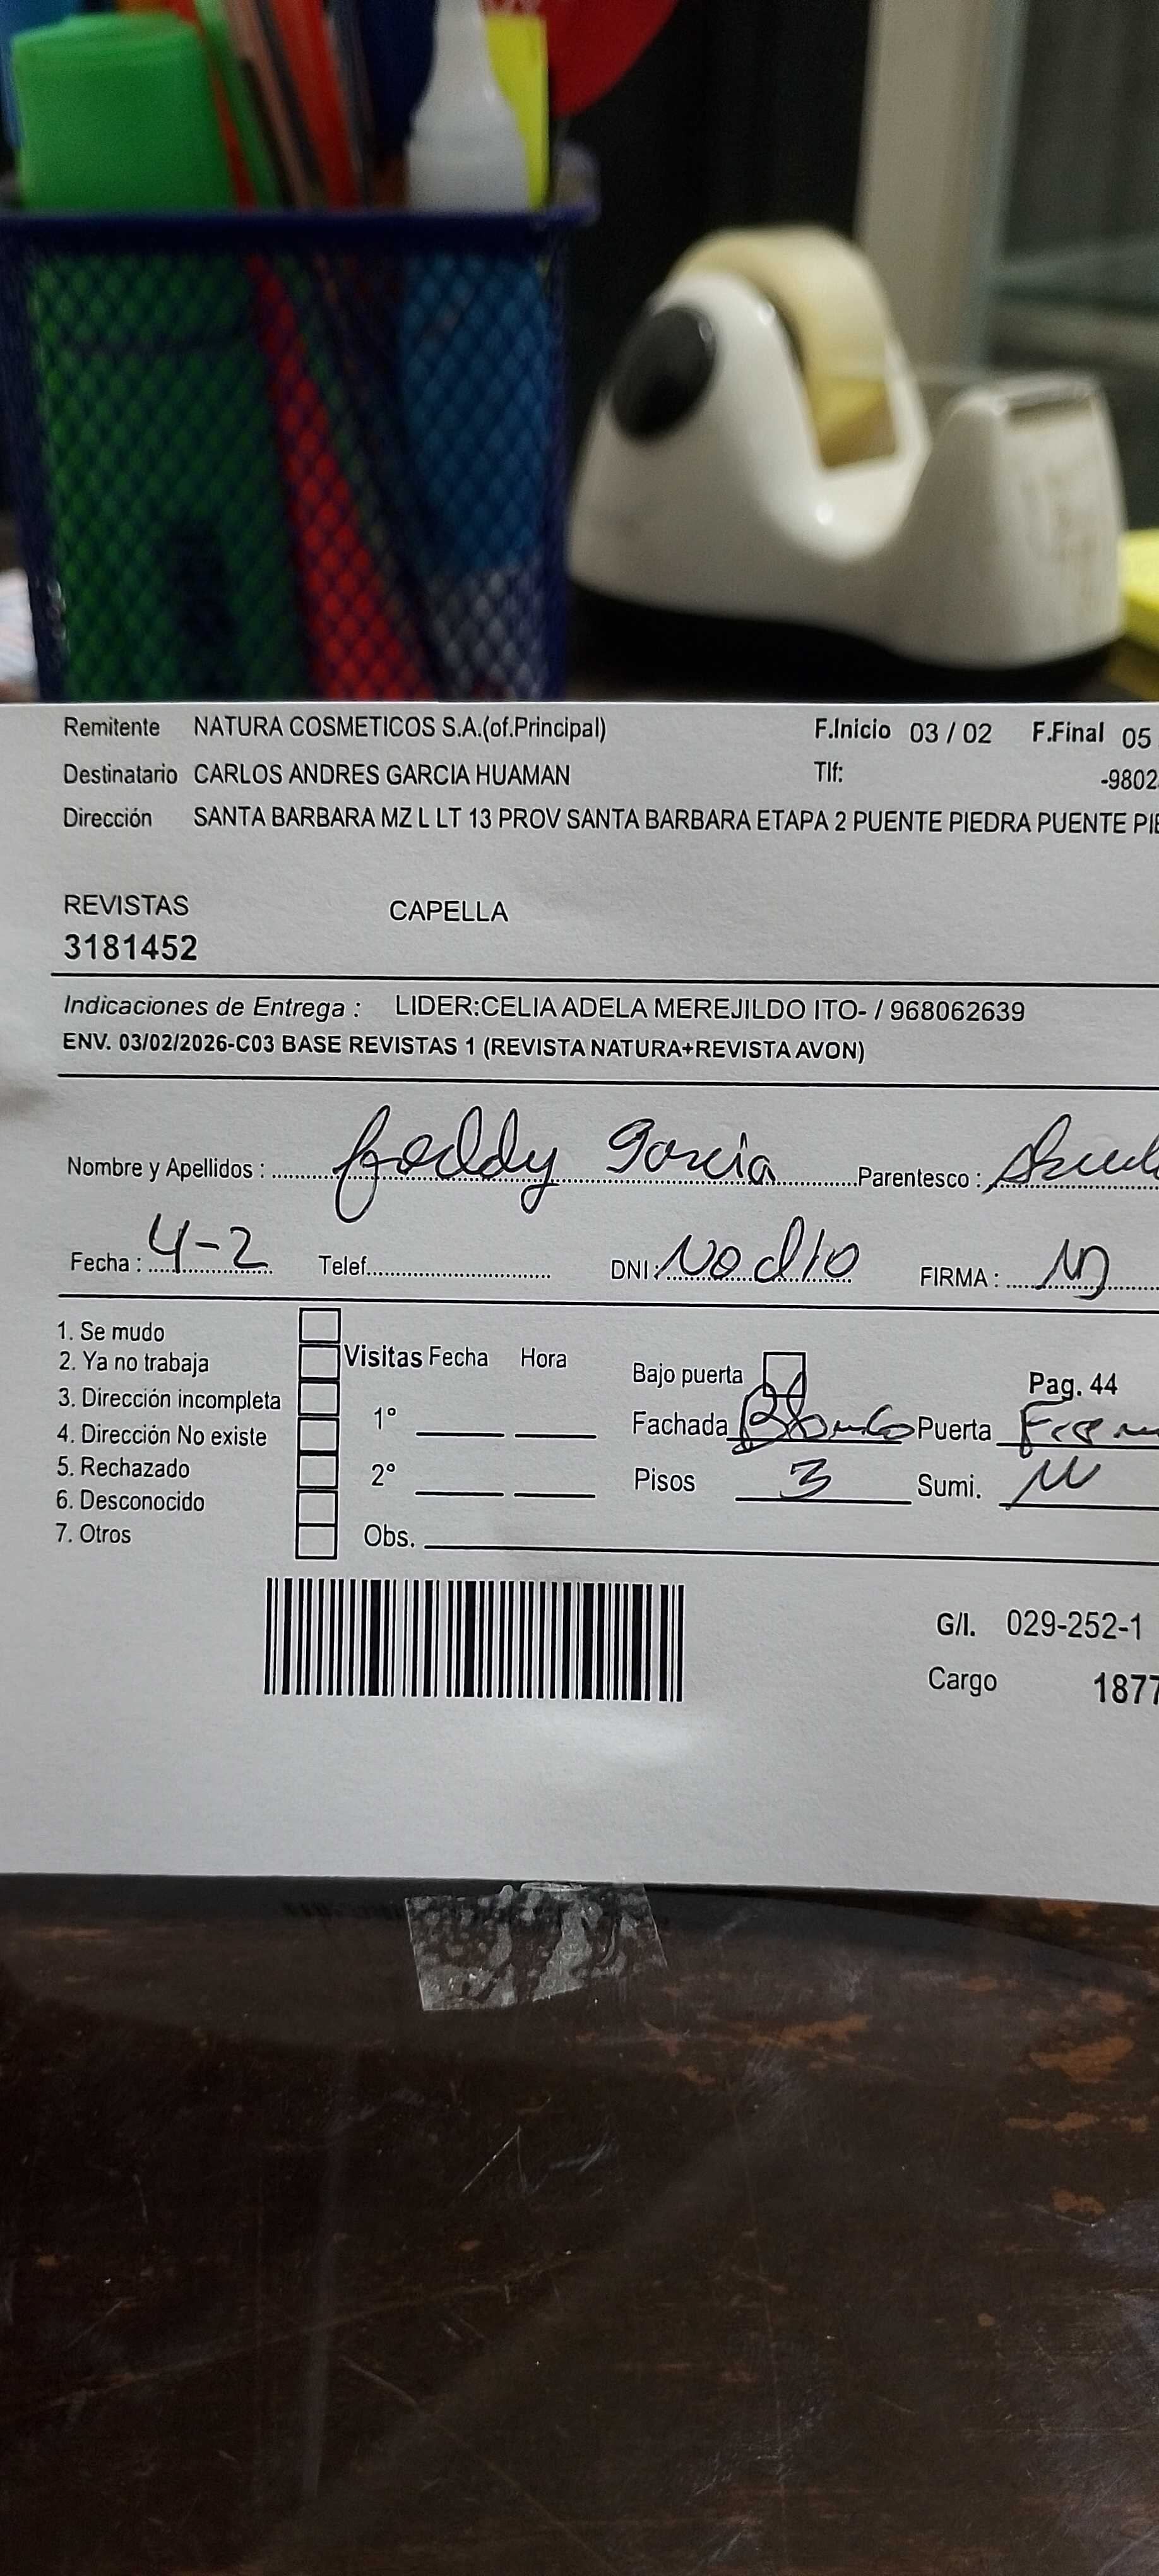 Remitente NATURA COSMETICOS S.A.(of.Principal) F.Inicio 03 / 02 F.Final 05
Destinatario CARLOS ANDRES GARCIA HUAMAN Tlf: -9802
Dirección SANTA BARBARA MZ L LT 13 PROV SANTA BARBARA ETAPA 2 PUENTE PIEDRA PUENTE PIE
REVISTAS CAPELLA
3181452
Indicaciones de Entrega : LIDER:CELIA ADELA MEREJILDO ITO- / 968062639
ENV. 03/02/2026-C03 BASE REVISTAS 1 (REVISTA NATURA+REVISTA AVON)
Nombre y Apellidos : freddy Garcia Parentesco :
Fecha : 4-2 Telef. DNI: No dio FIRMA :
1. Se mudo
2. Ya no trabaja Visitas Fecha Hora Bajo puerta Pag. 44
3. Dirección incompleta 1° Fachada Blanco Puerta
4. Dirección No existe
5. Rechazado 2° Pisos 3 Sumi.
6. Desconocido
7. Otros Obs.
G/I. 029-252-1
Cargo 1877